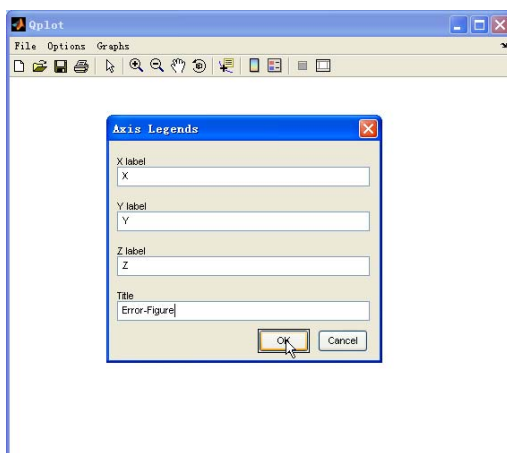 Qplot
File Options Graphs
Axis Legends
X label
X
Y label
Y
Z label
Z
Title
Error-Figure
OK Cancel